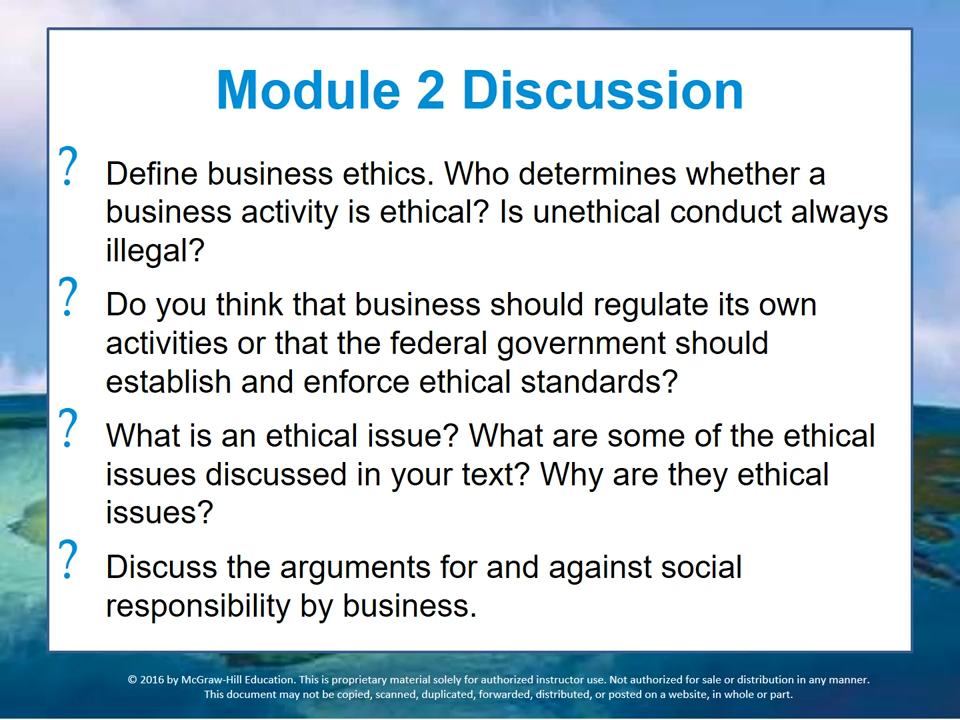 Module 2 Discussion
? Define business ethics. Who determines whether a
business activity is ethical? Is unethical conduct always
illegal?
? Do you think that business should regulate its own
activities or that the federal government should
establish and enforce ethical standards?
? What is an ethical issue? What are some of the ethical
issues discussed in your text? Why are they ethical
issues?
? Discuss the arguments for and against social
responsibility by business.
© 2016 by McGraw-Hill Education. This is proprietary material solely for authorized instructor use. Not authorized for sale or distribution in any manner.
This document may not be copied, scanned, duplicated, forwarded, distributed, or posted on a website, in whole or part.